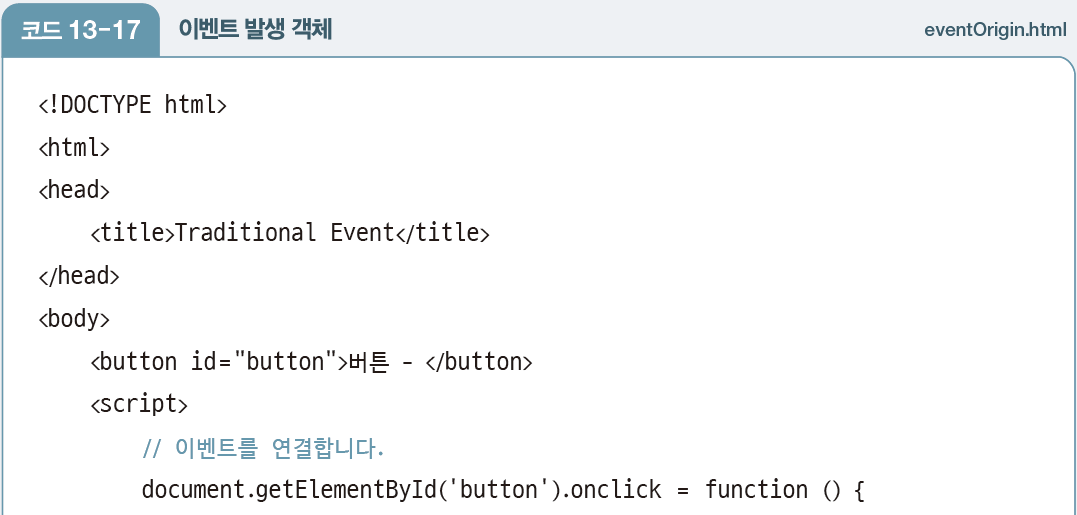 코드 13-17 이벤트 발생 객체 eventOrigin.html
<!DOCTYPE html>
<html>
<head>
    <title>Traditional Event</title>
</head>
<body>
    <button id="button">버튼 - </button>
    <script>
        // 이벤트를 연결합니다.
        document.getElementById('button').onclick = function () {